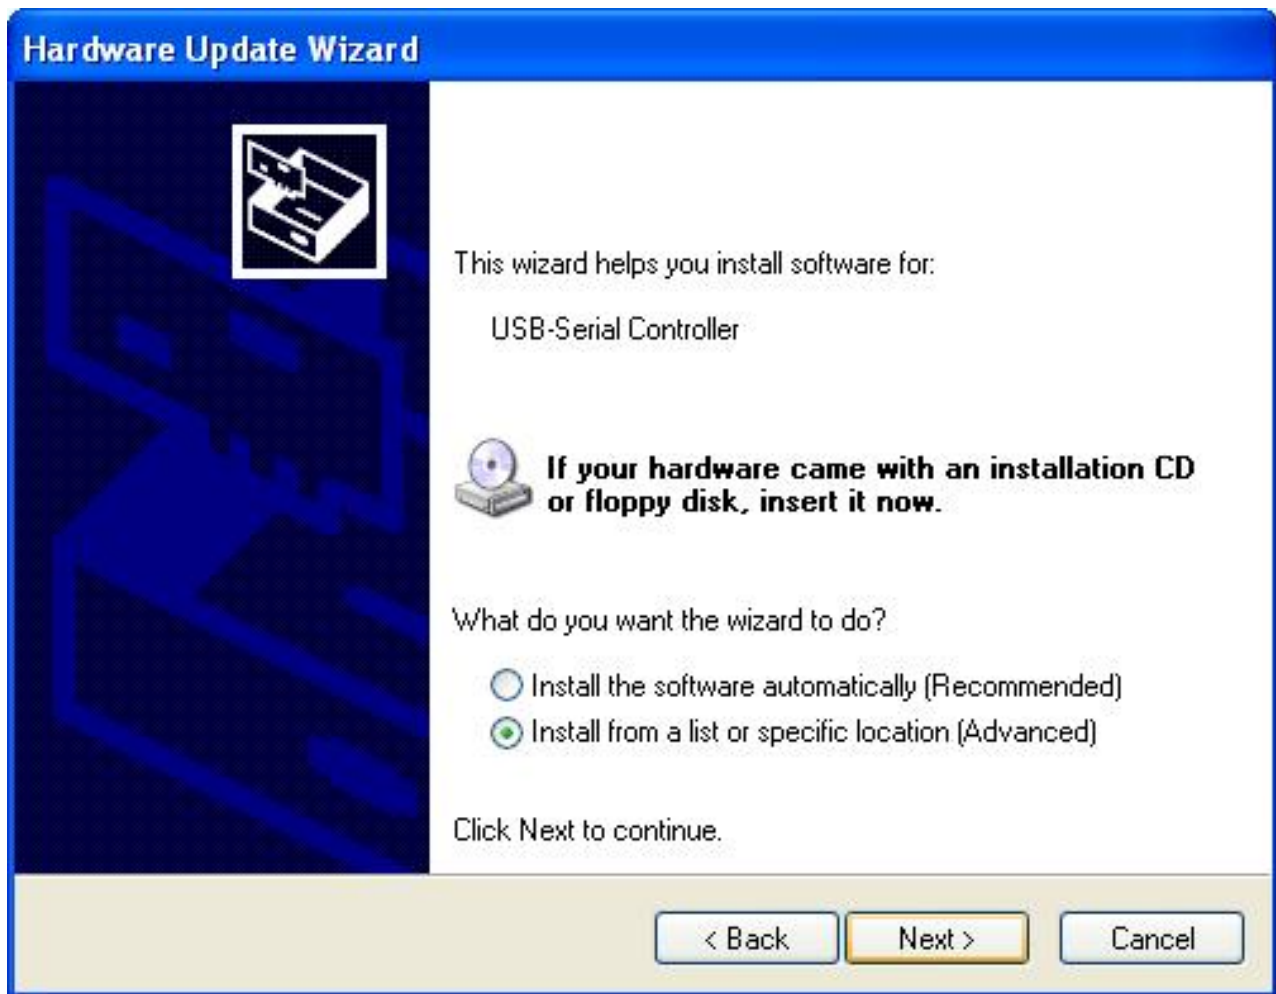 Hardware Update Wizard
This wizard helps you install software for:
USB-Serial Controller
If your hardware came with an installation CD
or floppy disk, insert it now.
What do you want the wizard to do?
Install the software automatically (Recommended)
Install from a list or specific location (Advanced)
Click Next to continue.
< Back
Next >
Cancel